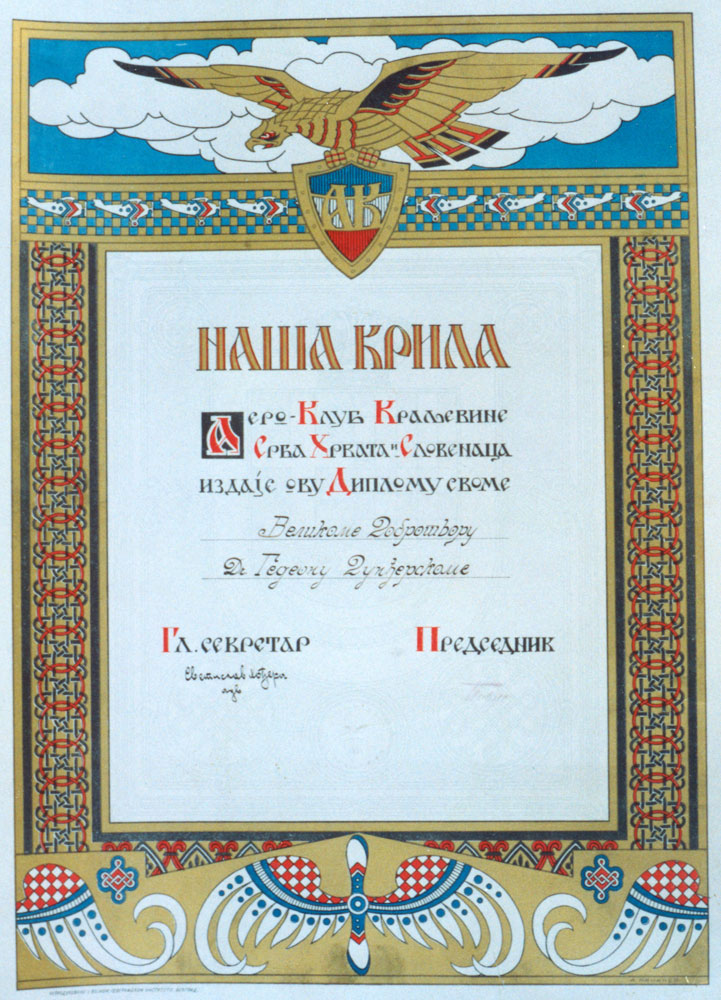 АК
НАША КРИЛА
Аеро-Клуб Краљевине
Срба Хрвата и Словенаца
издаје ову Диплому своме
Великоме Добротвору
Др Гедеону Дунђерскоме
Гл. секретар Председник